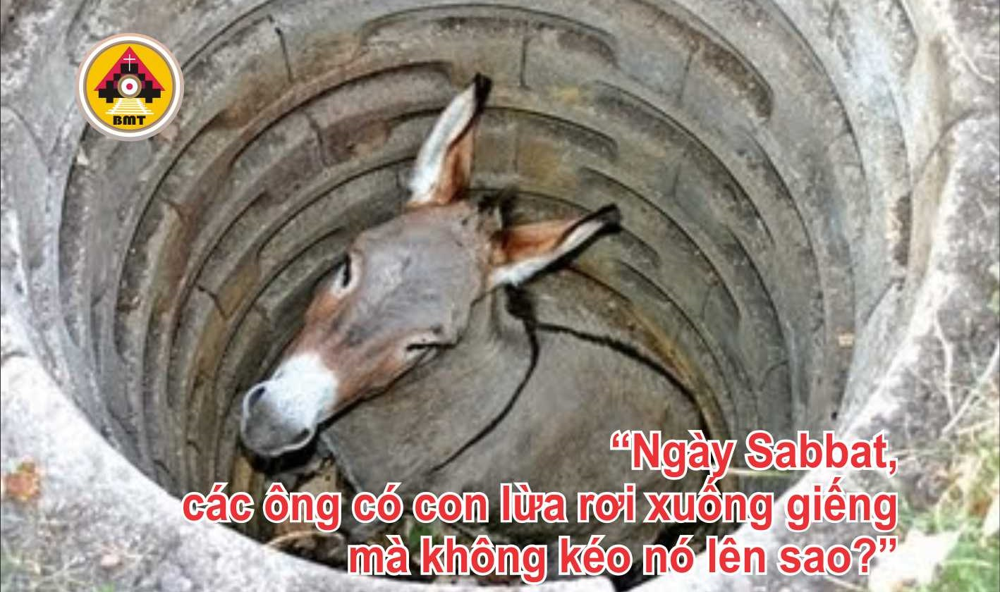 BMT
“Ngày Sabbat,
các ông có con lừa rơi xuống giếng
mà không kéo nó lên sao?”